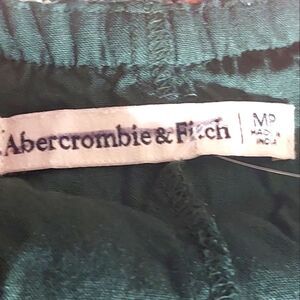 Abercrombie & Fitch
MP
MADE IN
INDIA